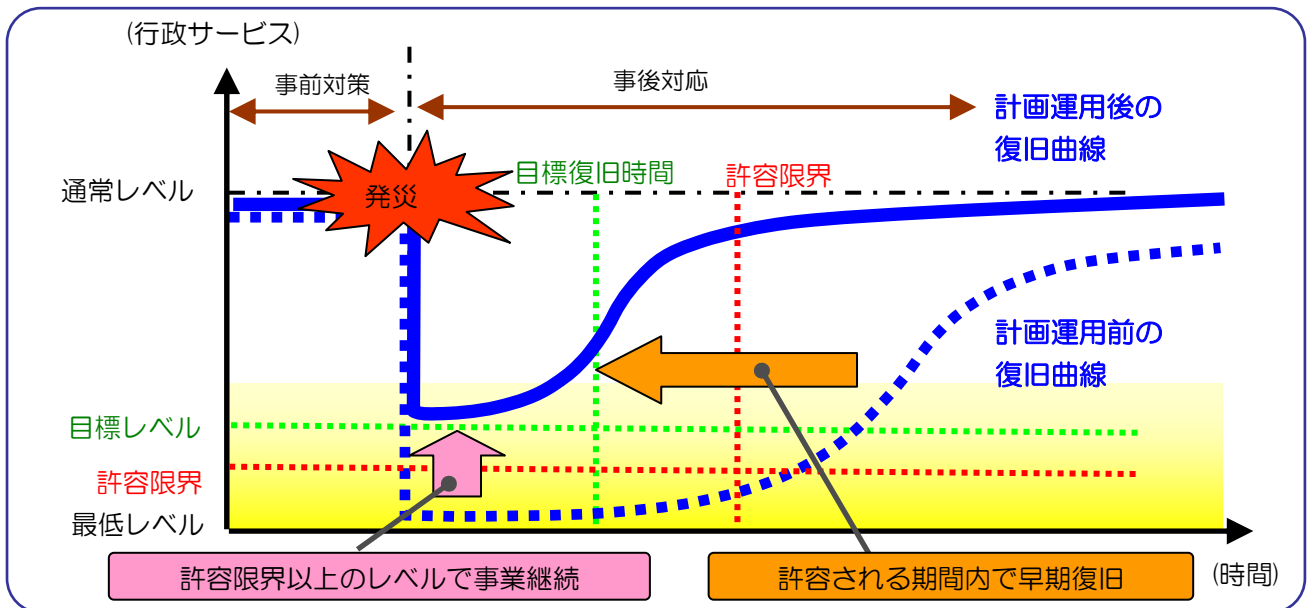 (行政サービス)
事前対策
事後対応
計画運用後の
復旧曲線
通常レベル
発災
目標復旧時間
許容限界
計画運用前の
復旧曲線
目標レベル
許容限界
最低レベル
許容限界以上のレベルで事業継続
許容される期間内で早期復旧
(時間)